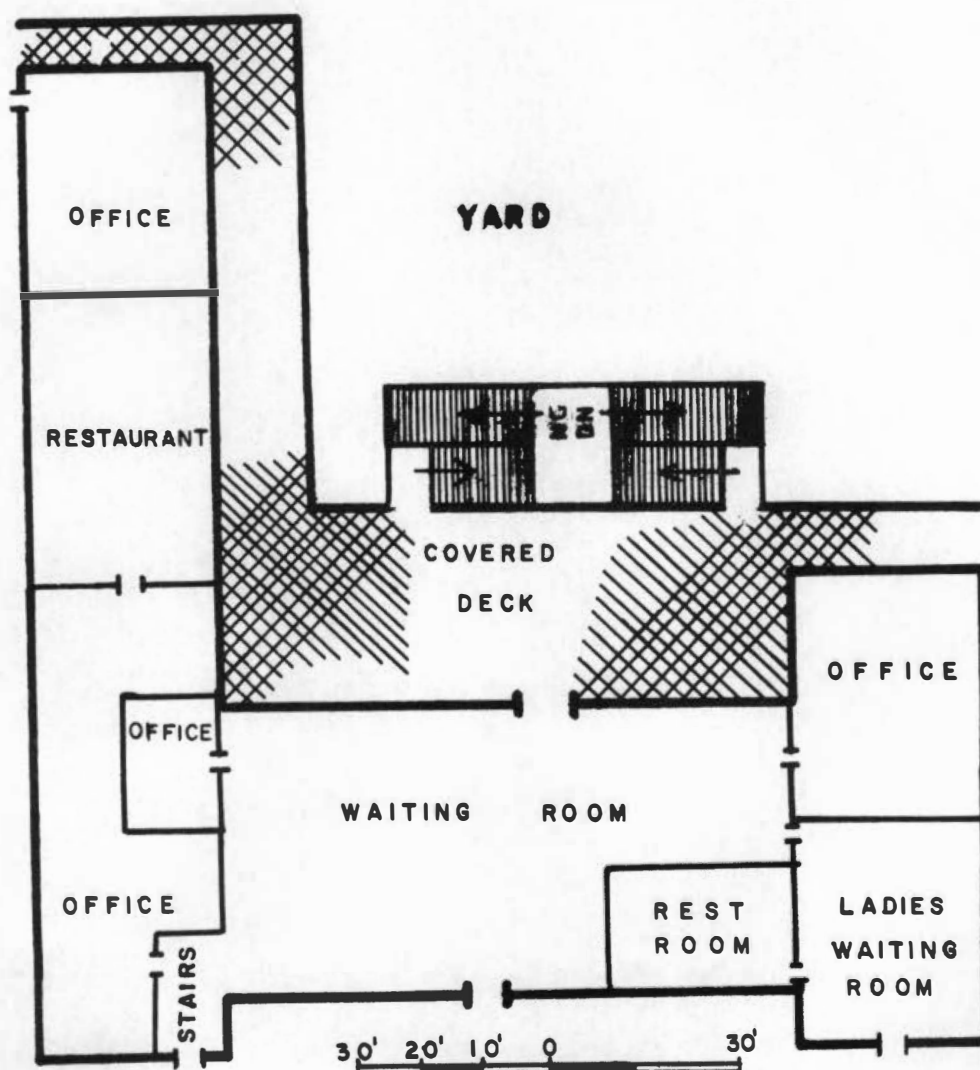 OFFICE
YARD
RESTAURANT
DN
COVERED
DECK
OFFICE
OFFICE
WAITING ROOM
OFFICE
REST
ROOM
LADIES
WAITING
ROOM
STAIRS
30' 20' 10' 0 30'